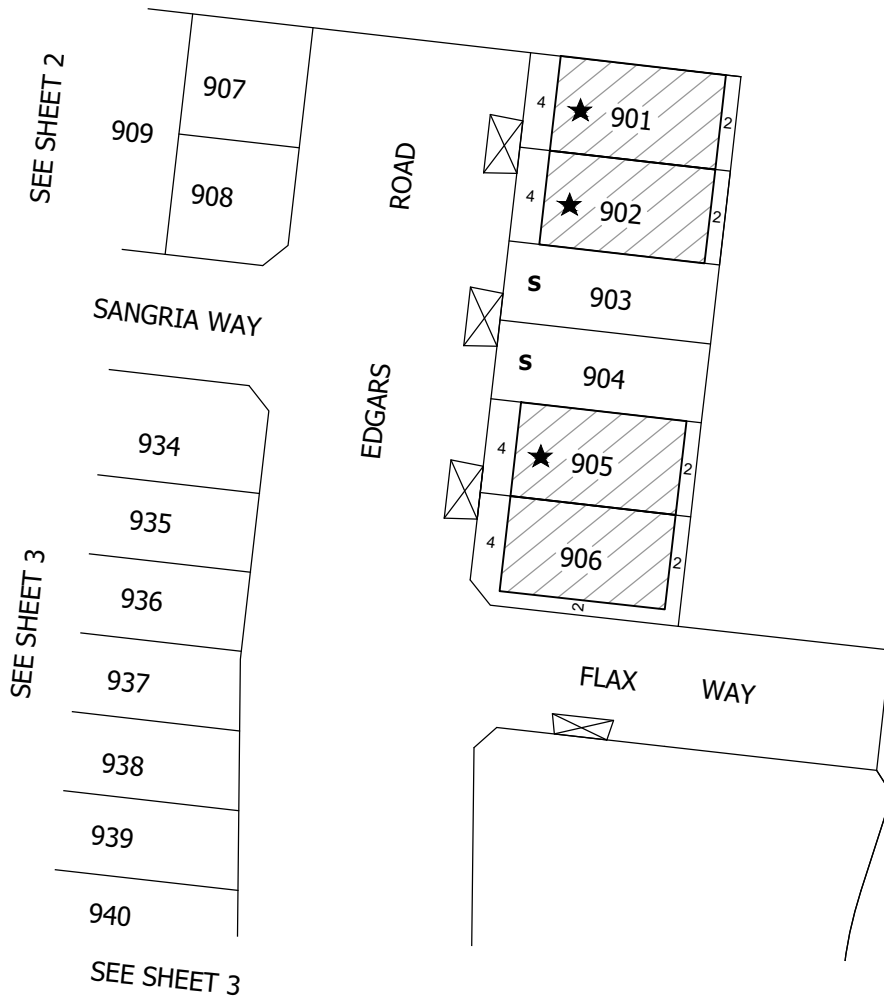 SEE SHEET 2
909
907
908
ROAD
4
901
2
4
902
2
S
903
SANGRIA WAY
S
904
EDGARS
4
905
2
4
906
2
2
934
935
936
SEE SHEET 3
937
938
939
940
FLAX WAY
SEE SHEET 3